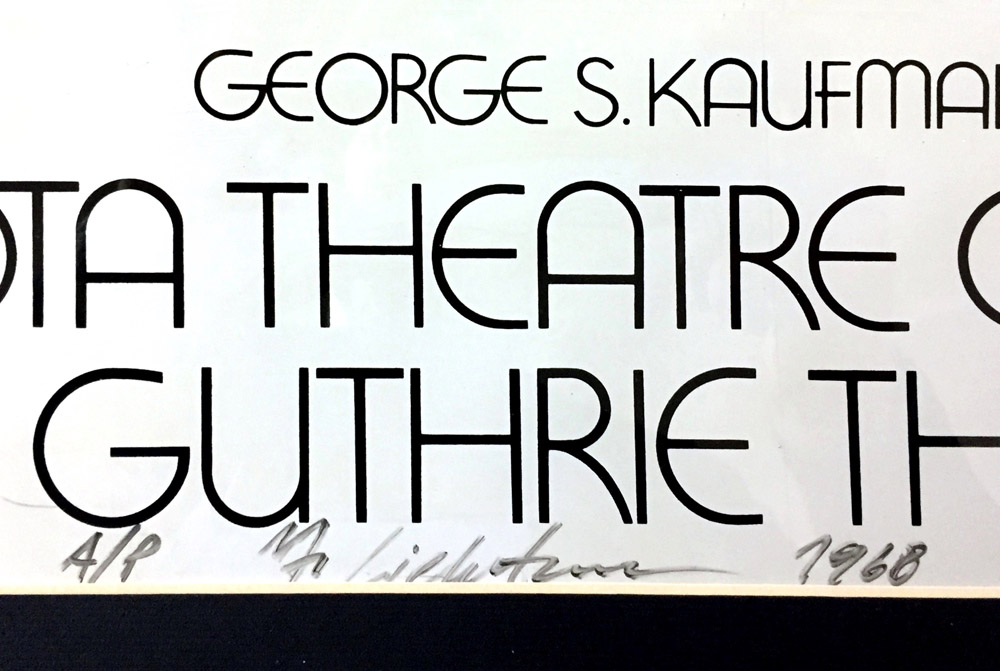 GEORGE S. KAUFMA
OTA THEATRE C
GUTHRIE TH
A/P 1968